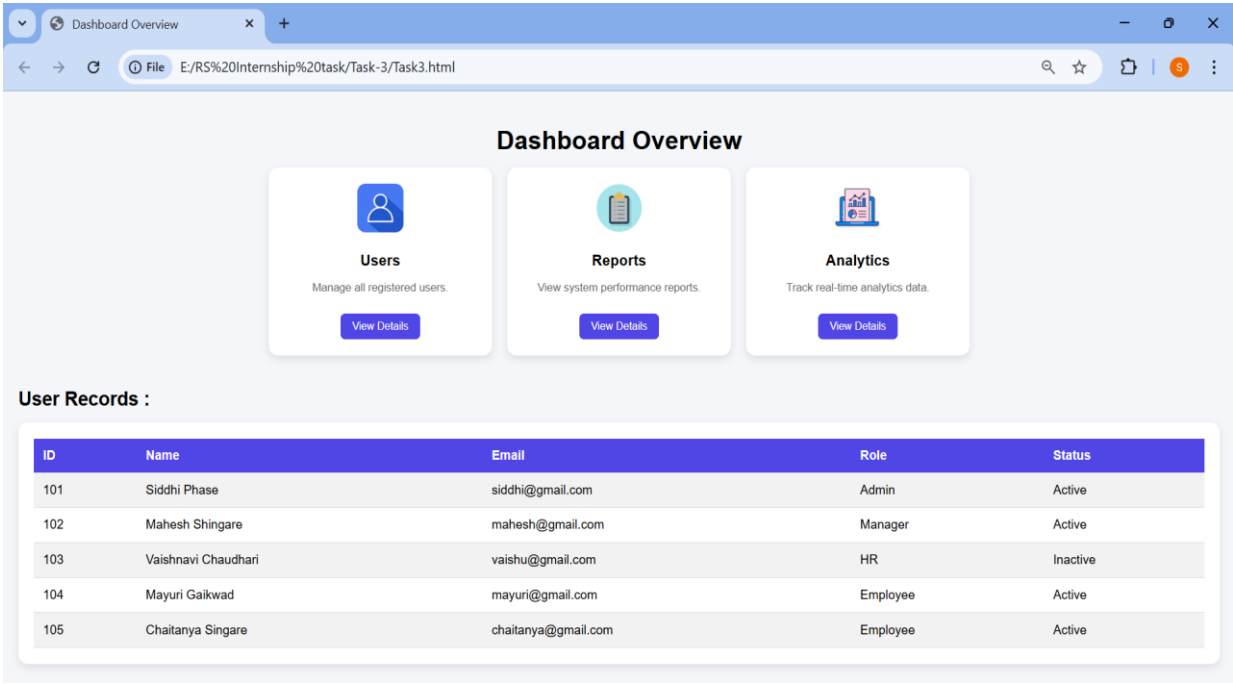 Dashboard Overview
File E:/RS%20Internship%20task/Task-3/Task3.html
S
Dashboard Overview
Users
Manage all registered users.
View Details
Reports
View system performance reports.
View Details
Analytics
Track real-time analytics data.
View Details
User Records :
ID Name Email Role Status
101 Siddhi Phase siddhi@gmail.com Admin Active
102 Mahesh Shingare mahesh@gmail.com Manager Active
103 Vaishnavi Chaudhari vaishu@gmail.com HR Inactive
104 Mayuri Gaikwad mayuri@gmail.com Employee Active
105 Chaitanya Singare chaitanya@gmail.com Employee Active